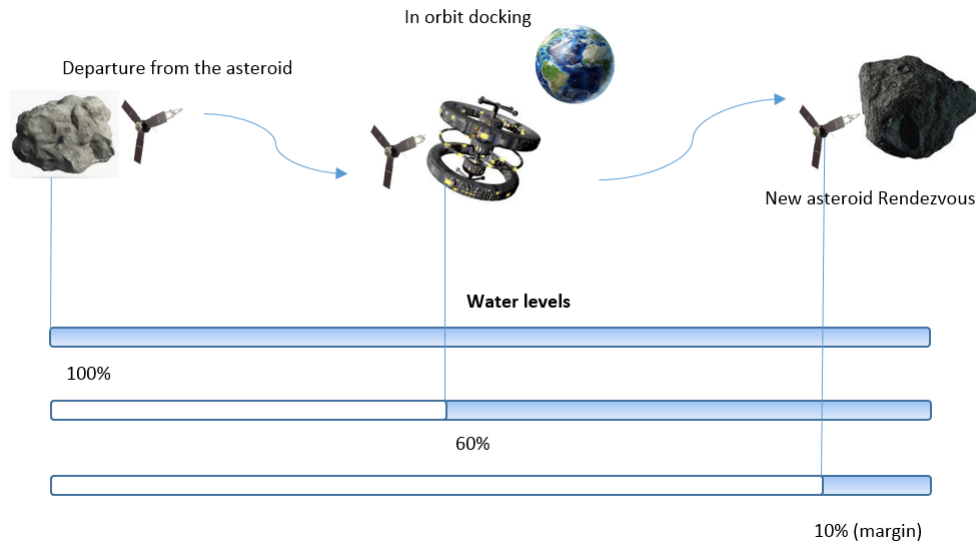 In orbit docking
Departure from the asteroid
New asteroid Rendezvous
Water levels
100%
60%
10% (margin)